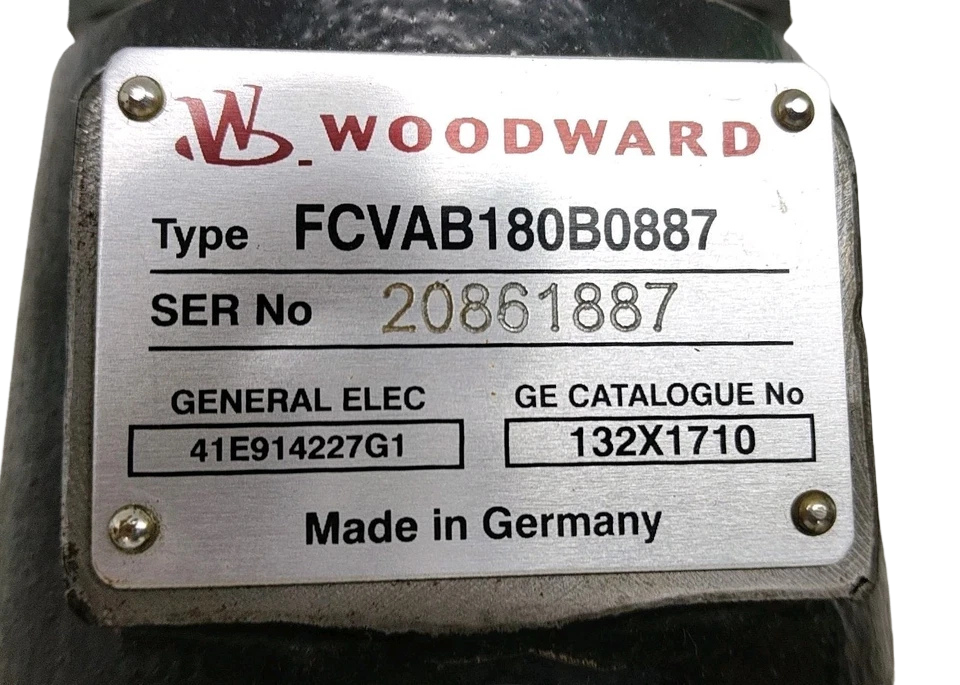 WOODWARD
Type FCVAB180B0887
SER No 20861887
GENERAL ELEC GE CATALOGUE No
41E914227G1 132X1710
Made in Germany